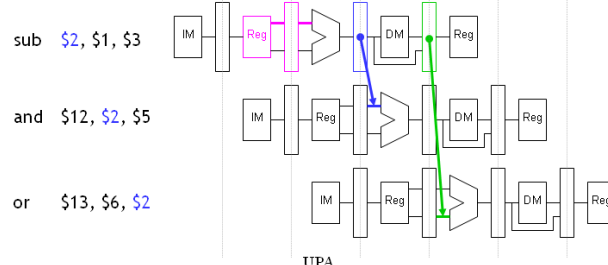 sub $2, $1, $3 IM Reg DM Reg
and $12, $2, $5 IM Reg DM Reg
or $13, $6, $2 IM Reg DM Reg
UPA